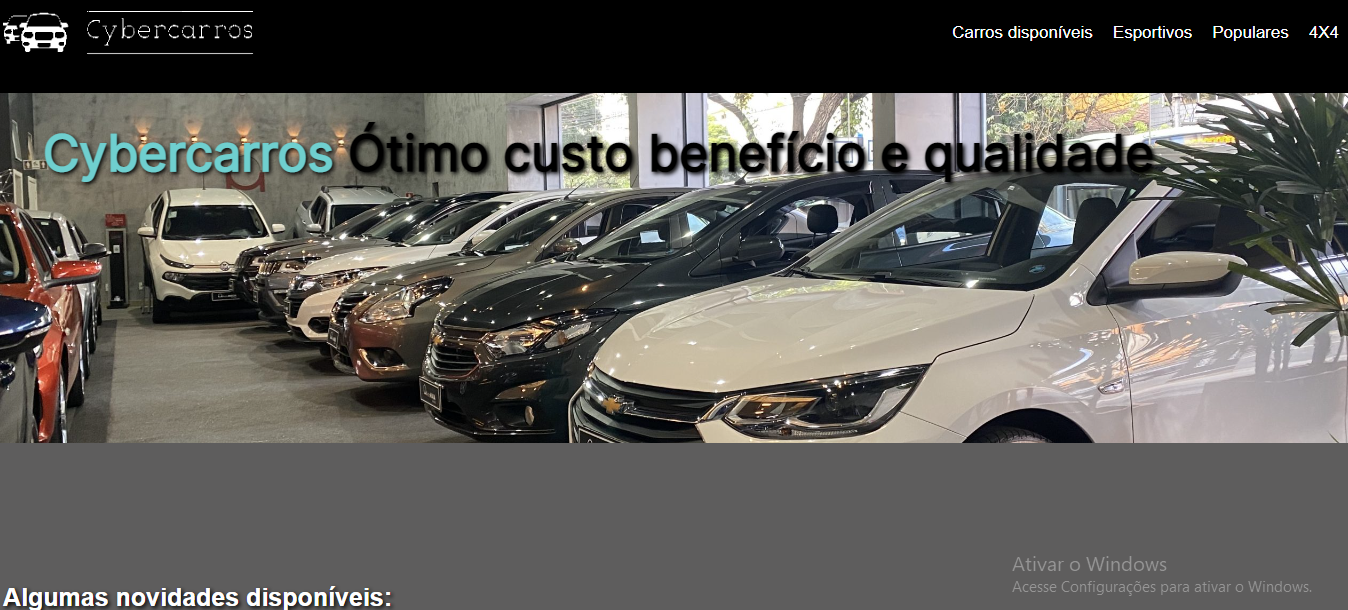 Cybercarros
Carros disponíveis Esportivos Populares 4X4
Cybercarros Ótimo custo benefício e qualidade
Ativar o Windows
Acesse Configurações para ativar o Windows.
Algumas novidades disponíveis: